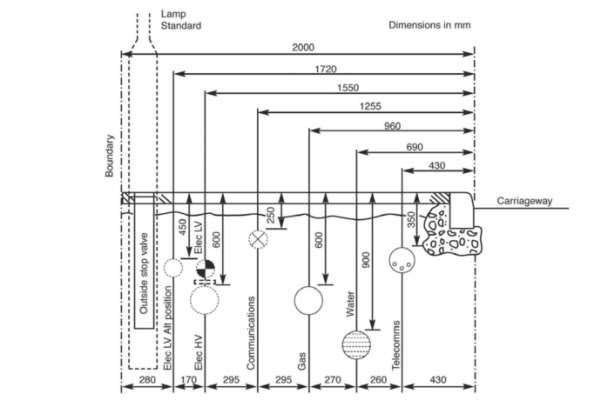 Lamp
Standard
Dimensions in mm
2000
1720
1550
1255
960
690
430
Boundary
Carriageway
Outside stop valve
Elec LV Alt position
450
Elec LV
600
Elec HV
Communications
250
Gas
600
Water
900
Telecomms
350
280
170
295
295
270
260
430